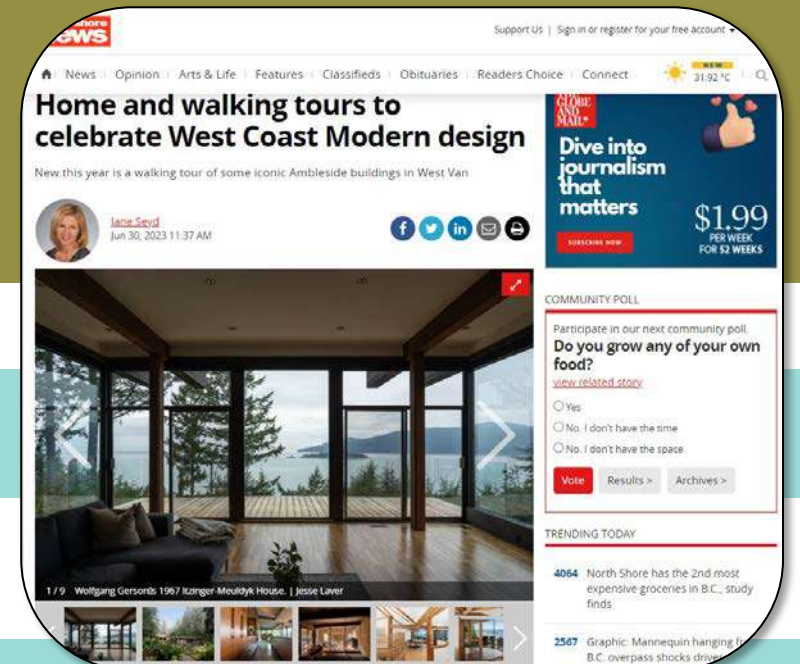 Support Us | Sign in or register for your free account
News Opinion Arts & Life Features Classifieds Obituaries Readers Choice Connect
NEW
31.92 °C
Home and walking tours to
celebrate West Coast Modern design
New this year is a walking tour of some iconic Ambleside buildings in West Van
Jane Seyd
Jun 30, 2023 11:37 AM
1 / 9 Wolfgang Gerson's 1967 Itzinger-Meuldyk House. | Jesse Laver
GLOBE
AND
MAIL*
Dive into
journalism
that
matters
SUBSCRIBE NOW
$1.99
PER WEEK
FOR 52 WEEKS
COMMUNITY POLL
Participate in our next community poll.
Do you grow any of your own
food?
view related story
Yes
No. I don't have the time
No. I don't have the space
Vote Results > Archives >
TRENDING TODAY
4064 North Shore has the 2nd most
expensive groceries in B.C., study
finds
2567 Graphic: Mannequin hanging
B.C. overpass shocks